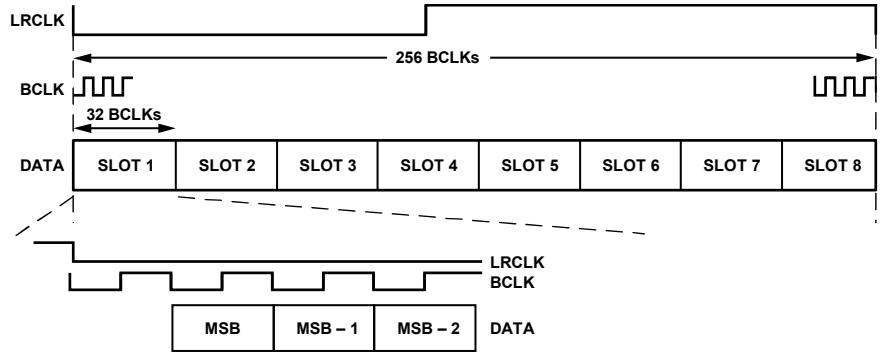 LRCLK
256 BCLKs
BCLK
32 BCLKs
DATA SLOT 1 SLOT 2 SLOT 3 SLOT 4 SLOT 5 SLOT 6 SLOT 7 SLOT 8
LRCLK
BCLK
MSB MSB – 1 MSB – 2 DATA